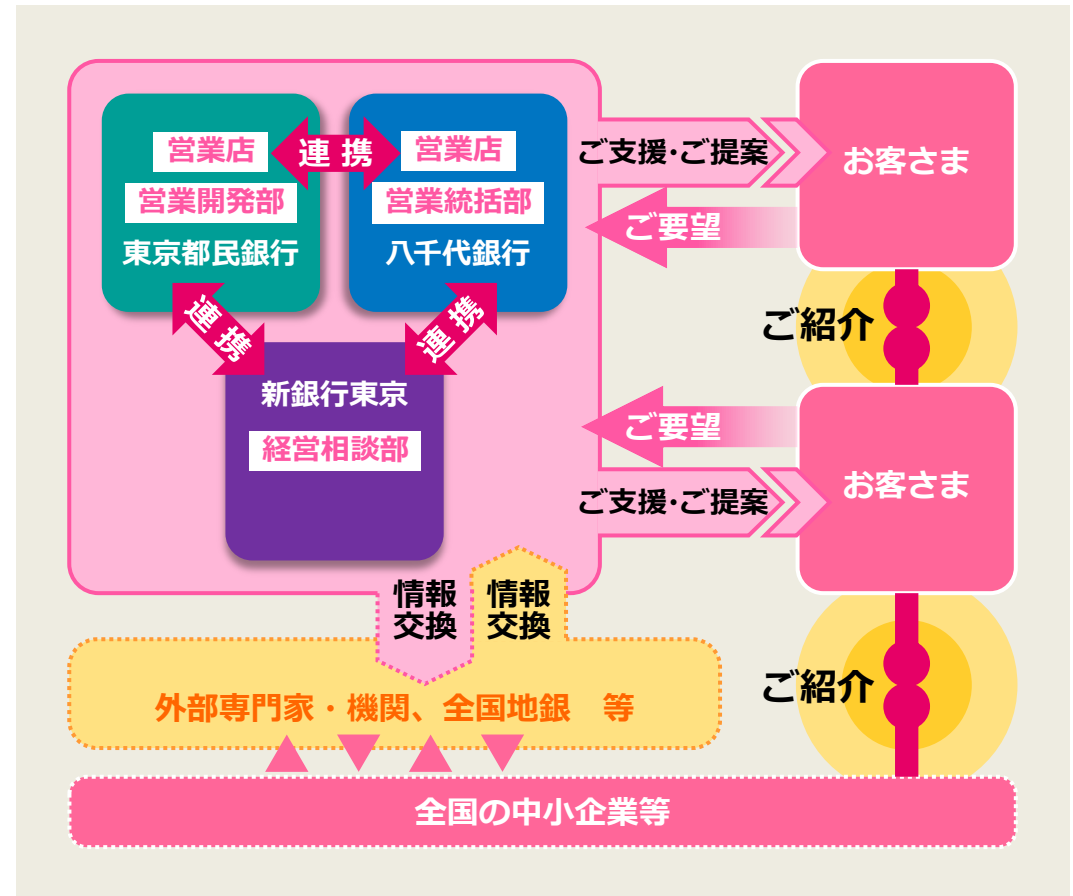 営業店
連携
営業店
営業開発部
営業統括部
東京都民銀行
八千代銀行
連携
連携
新銀行東京
経営相談部
ご支援・ご提案
お客さま
ご要望
ご紹介
ご要望
お客さま
ご支援・ご提案
情報
交換
情報
交換
ご紹介
外部専門家・機関、全国地銀　等
全国の中小企業等